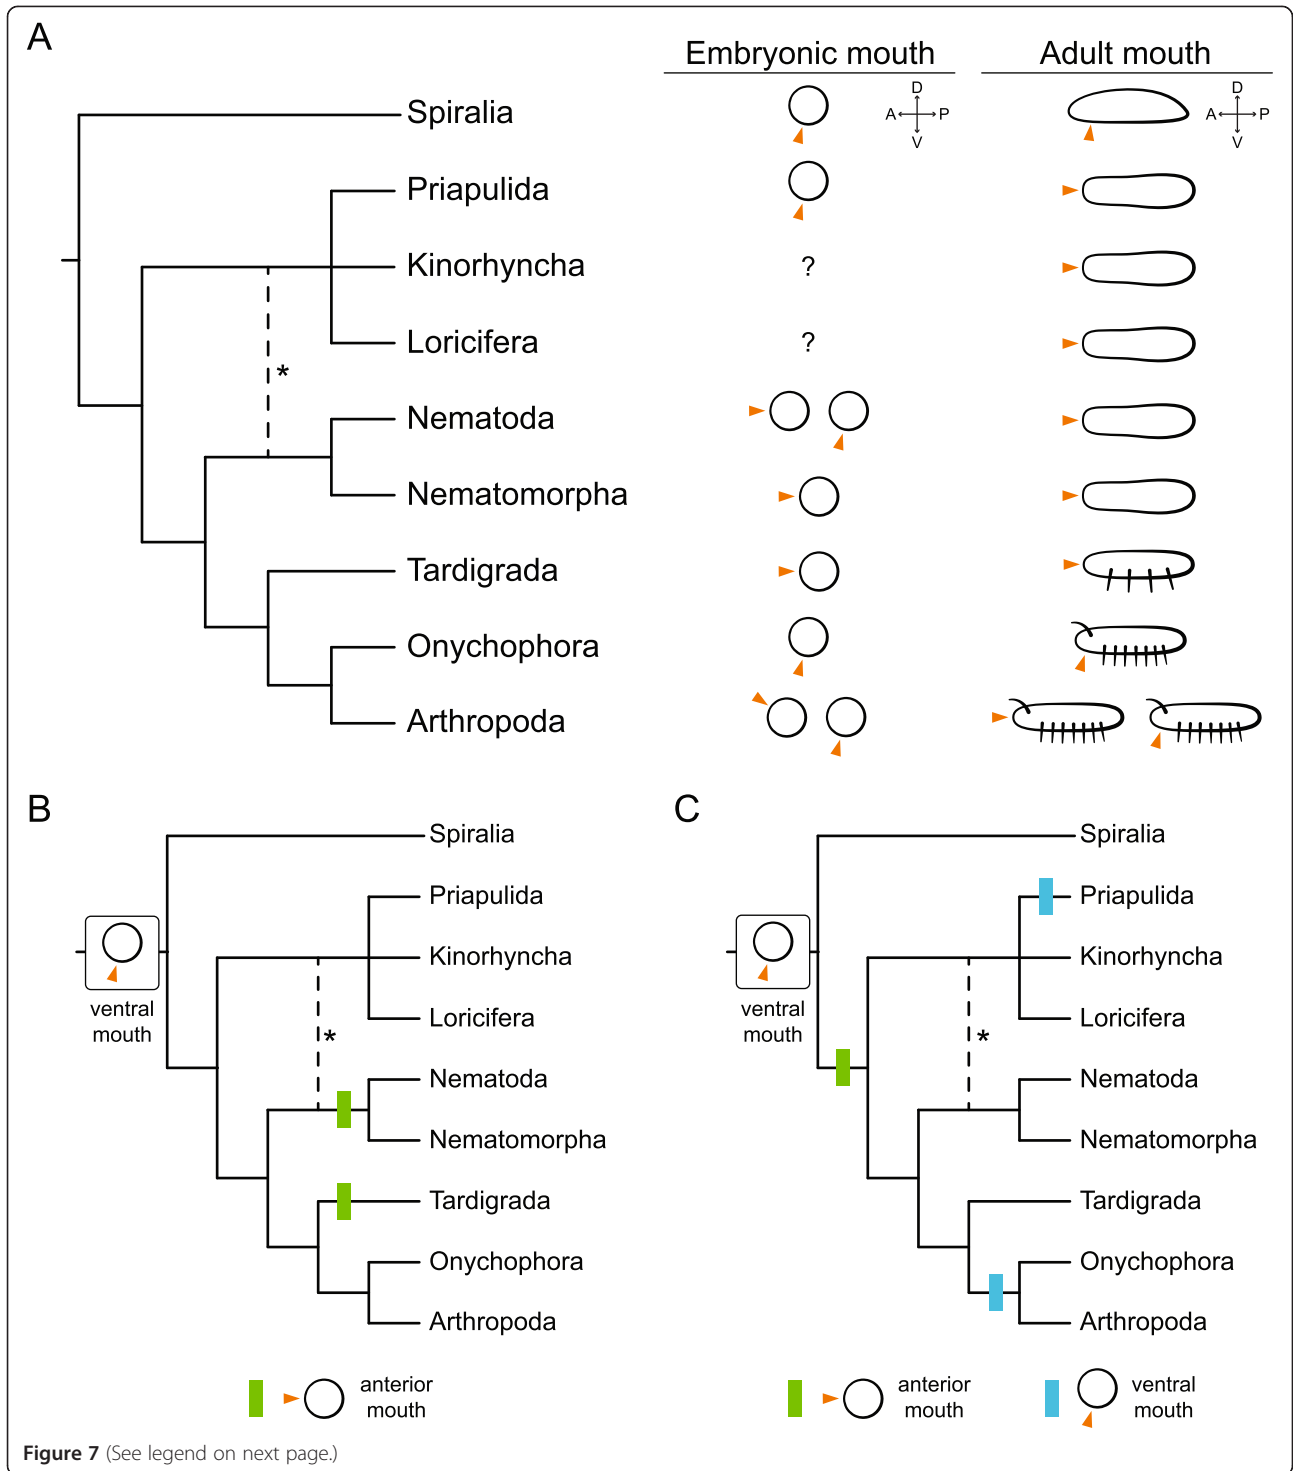 A
Embryonic mouth
Adult mouth
Spiralia
D
A P
V
D
A P
V
Priapulida
Kinorhyncha
?
Loricifera
?
*
Nematoda
Nematomorpha
Tardigrada
Onychophora
Arthropoda
B
Spiralia
Priapulida
ventral
mouth
Kinorhyncha
Loricifera
*
Nematoda
Nematomorpha
Tardigrada
Onychophora
Arthropoda
anterior
mouth
C
Spiralia
Priapulida
ventral
mouth
Kinorhyncha
Loricifera
*
Nematoda
Nematomorpha
Tardigrada
Onychophora
Arthropoda
anterior
mouth
ventral
mouth
Figure 7 (See legend on next page.)